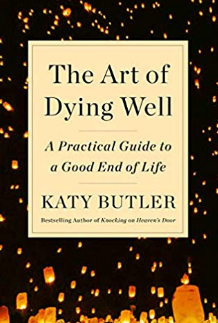 The Art of
Dying Well
A Practical Guide to
a Good End of Life
KATY BUTLER
Bestselling Author of Knocking on Heaven's Door